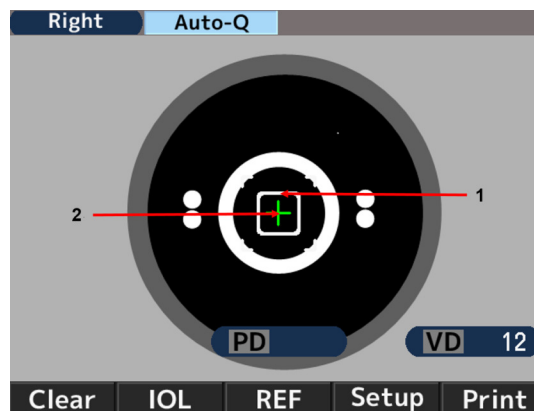 Right Auto-Q
1
2
PD
VD 12
Clear IOL REF Setup Print